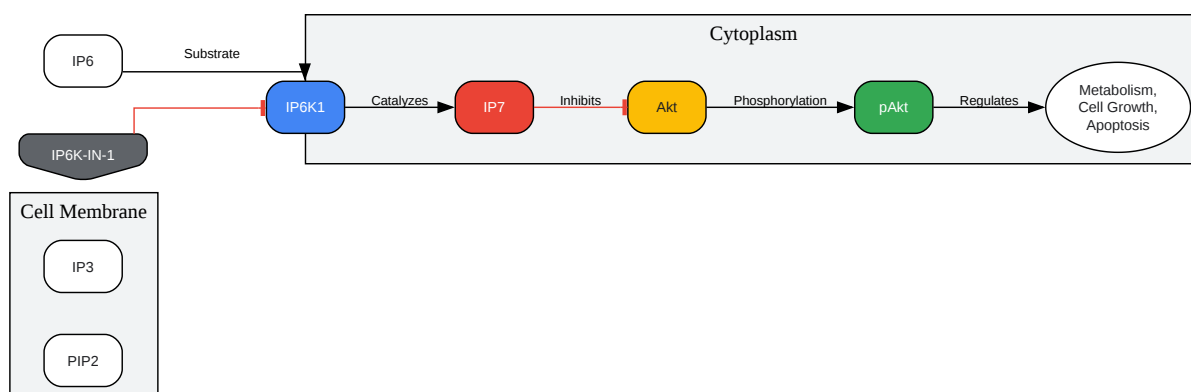 Cytoplasm
IP6
Substrate
IP6K1
Catalyzes
IP7
Inhibits
Akt
Phosphorylation
pAkt
Regulates
Metabolism,
Cell Growth,
Apoptosis
IP6K-IN-1
Cell Membrane
IP3
PIP2